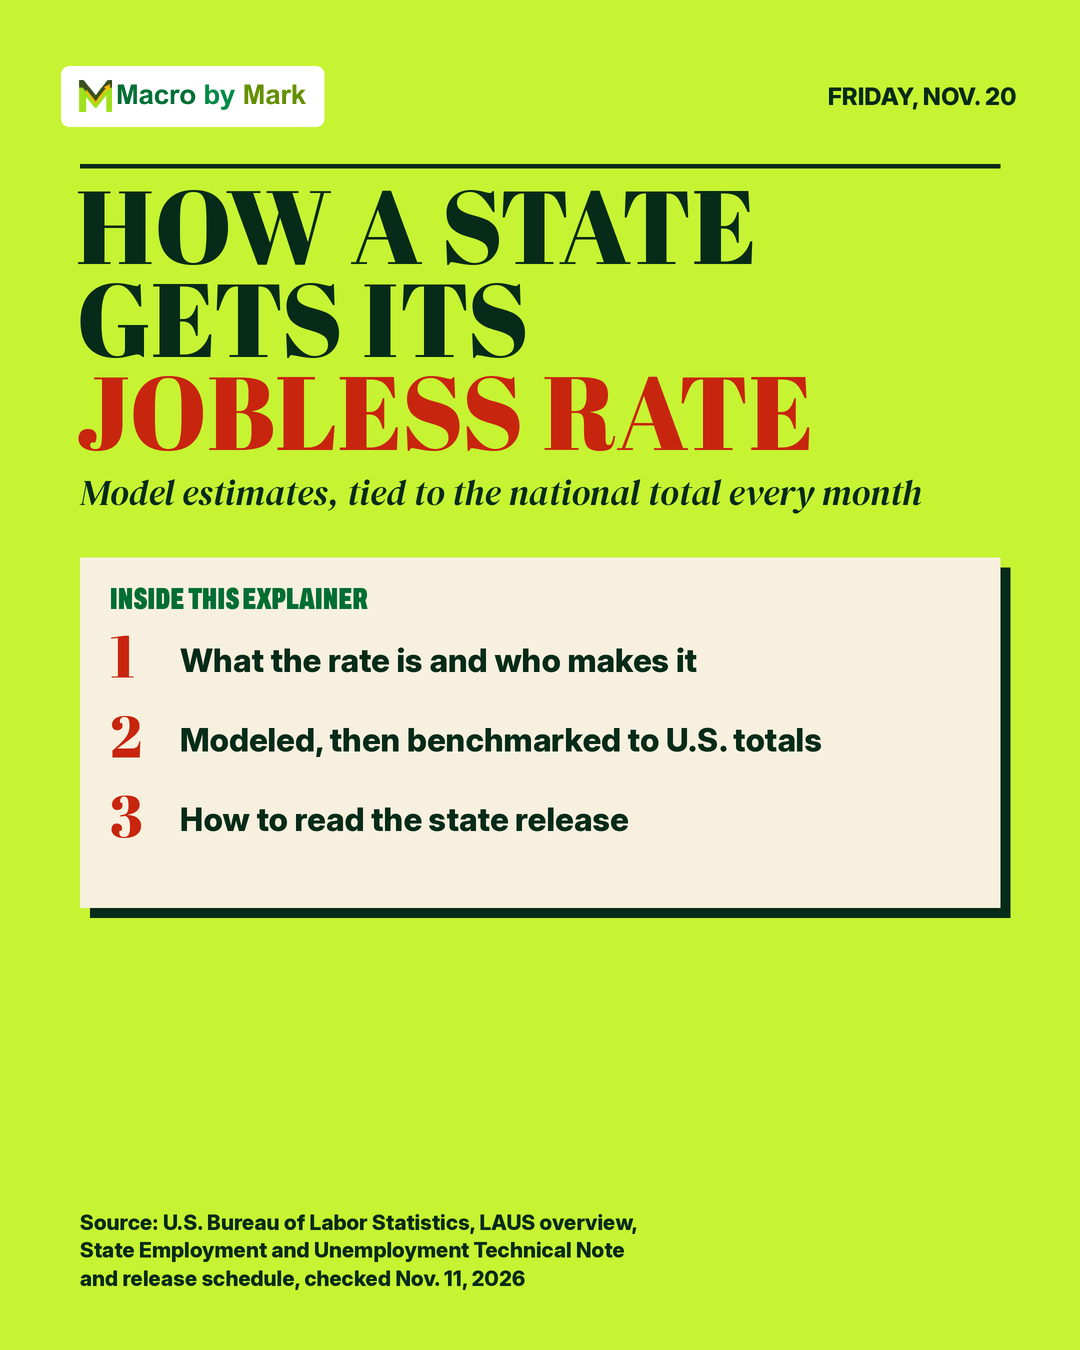 Macro by Mark
FRIDAY, NOV. 20
HOW A STATE
GETS ITS
JOBLESS RATE
Model estimates, tied to the national total every month
INSIDE THIS EXPLAINER
1 What the rate is and who makes it
2 Modeled, then benchmarked to U.S. totals
3 How to read the state release
Source: U.S. Bureau of Labor Statistics, LAUS overview,
State Employment and Unemployment Technical Note
and release schedule, checked Nov. 11, 2026